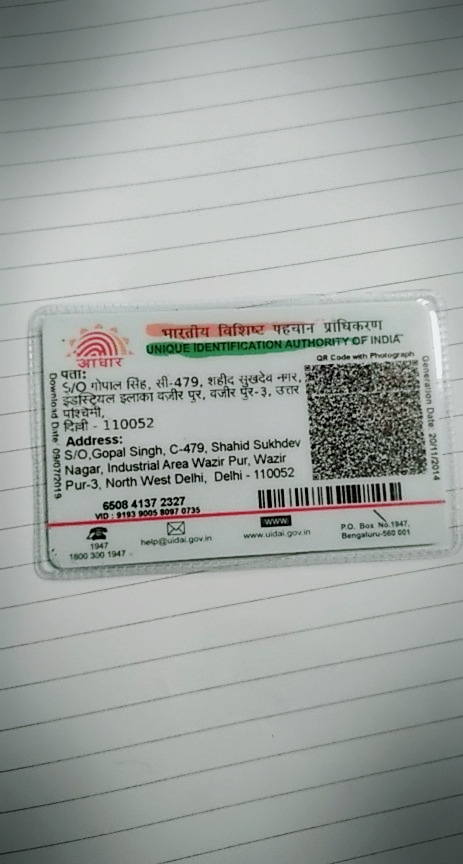 भारतीय विशिष्ट पहचान प्राधिकरण
UNIQUE IDENTIFICATION AUTHORITY OF INDIA
आधार
QR Code with Photograph
पता:
S/O गोपाल सिंह, सी-479, शहीद सुखदेव नगर,
इंडस्ट्रियल इलाका वज़ीर पुर, वजीर पुर-3, उत्तर
पश्चिमी,
दिल्ली - 110052
Address:
S/O,Gopal Singh, C-479, Shahid Sukhdev
Nagar, Industrial Area Wazir Pur, Wazir
Pur-3, North West Delhi, Delhi - 110052
Download Date: 09/07/2019
Generation Date: 20/11/2014
6508 4137 2327
VID : 9193 9005 8097 0735
1947
1800 300 1947
help@uidai.gov.in
WWW
www.uidai.gov.in
P.O. Box No.1947,
Bengaluru-560 001